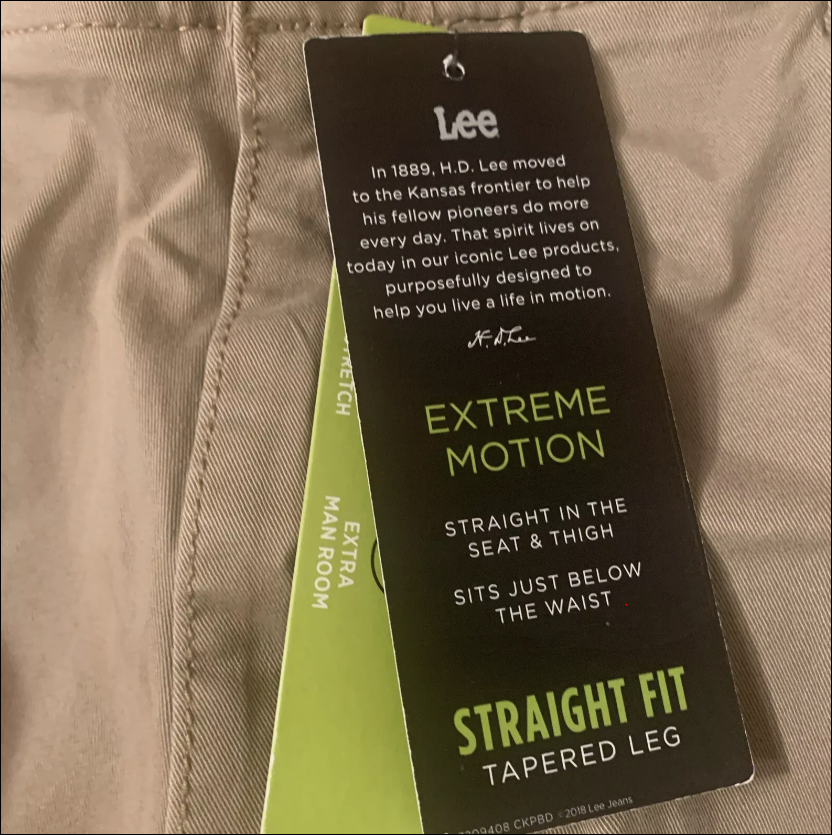 Lee
In 1889, H.D. Lee moved
to the Kansas frontier to help
his fellow pioneers do more
every day. That spirit lives on
today in our iconic Lee products,
purposefully designed to
help you live a life in motion.
H.D.Lee
EXTREME
MOTION
STRAIGHT IN THE
SEAT & THIGH
SITS JUST BELOW
THE WAIST
STRAIGHT FIT
TAPERED LEG
CKPBD ©2018 Lee Jeans
EXTRA
MAN ROOM